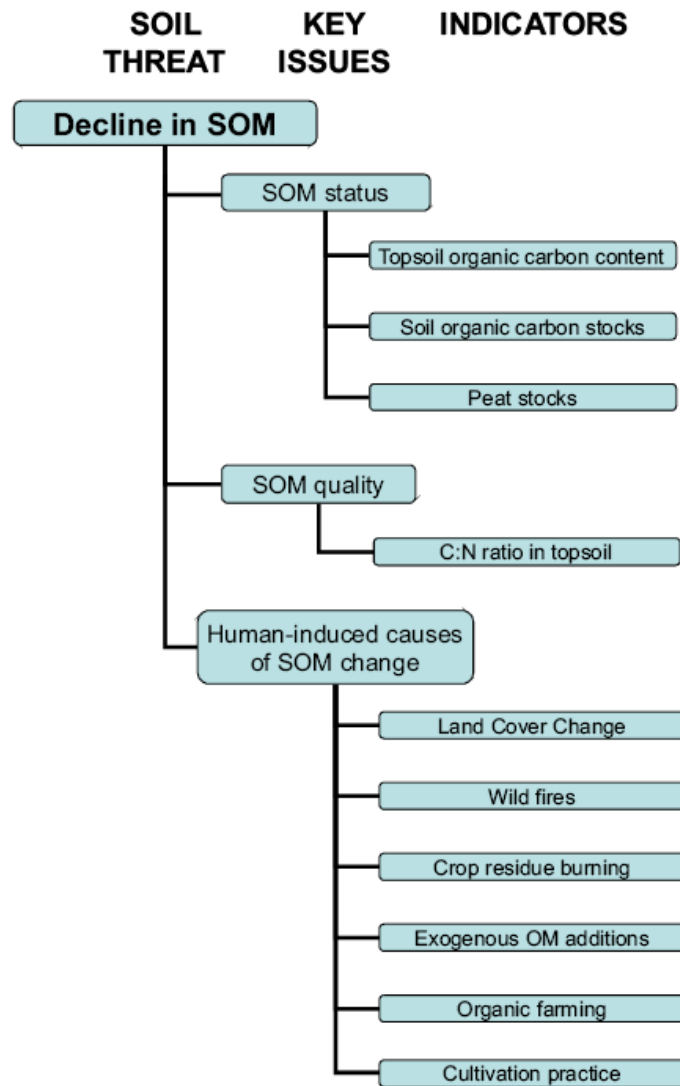 SOIL THREAT
KEY ISSUES
INDICATORS
Decline in SOM
SOM status
Topsoil organic carbon content
Soil organic carbon stocks
Peat stocks
SOM quality
C:N ratio in topsoil
Human-induced causes
of SOM change
Land Cover Change
Wild fires
Crop residue burning
Exogenous OM additions
Organic farming
Cultivation practice